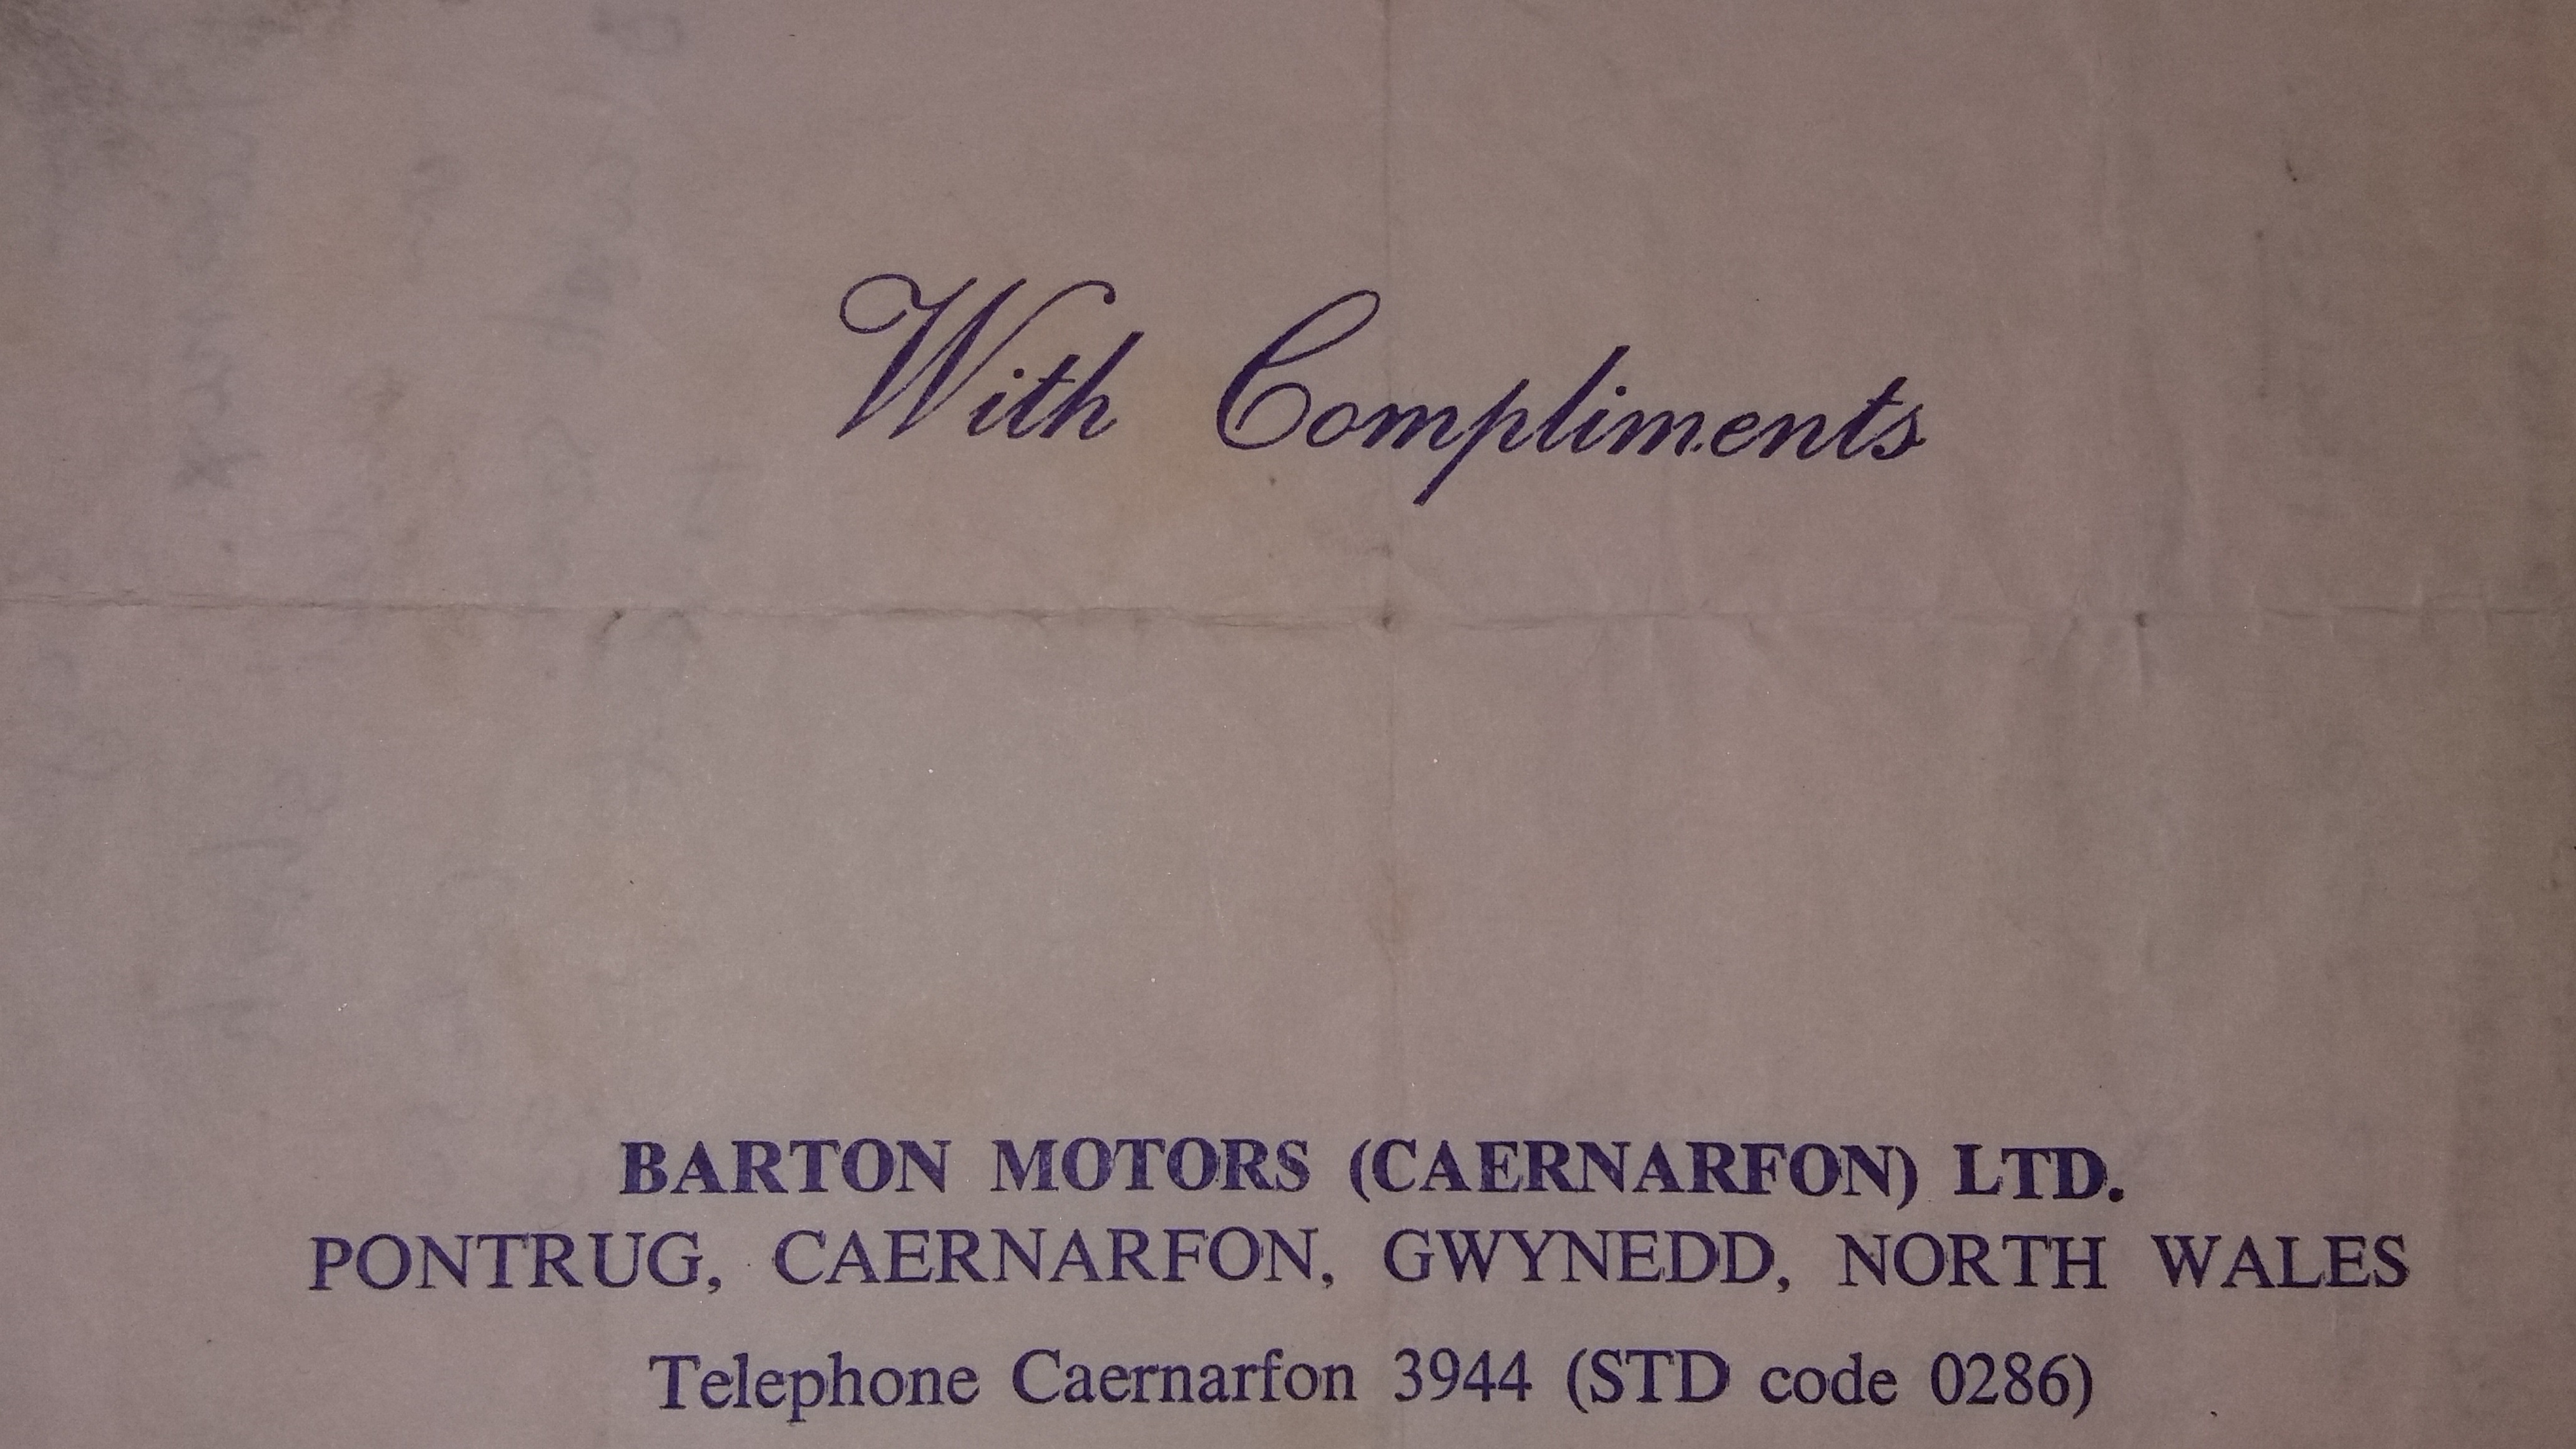 With Compliments
BARTON MOTORS (CAERNARFON) LTD.
PONTRUG, CAERNARFON, GWYNEDD, NORTH WALES
Telephone Caernarfon 3944 (STD code 0286)